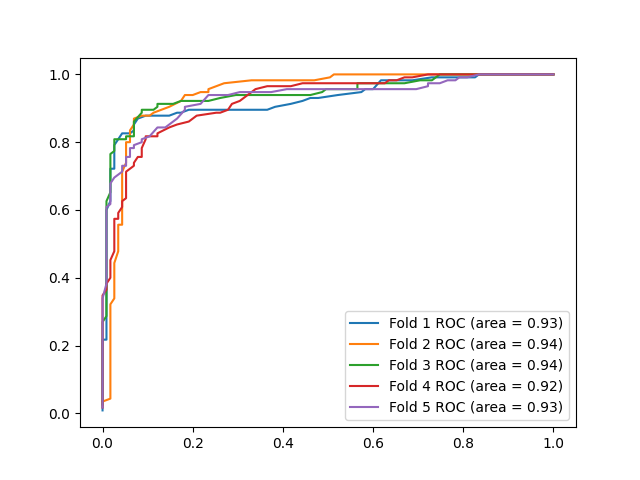 1.0
0.8
0.6
0.4
0.2
0.0
0.0 0.2 0.4 0.6 0.8 1.0
Fold 1 ROC (area = 0.93)
Fold 2 ROC (area = 0.94)
Fold 3 ROC (area = 0.94)
Fold 4 ROC (area = 0.92)
Fold 5 ROC (area = 0.93)